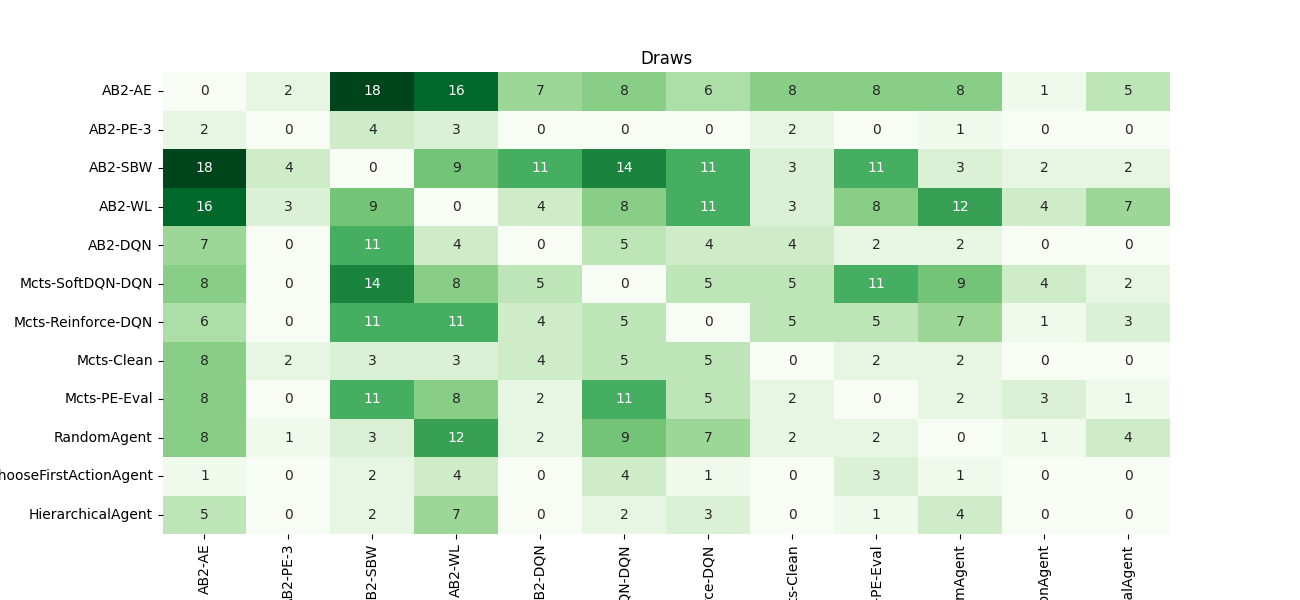 Draws
AB2-AE 0 2 18 16 7 8 6 8 8 8 1 5
AB2-PE-3 2 0 4 3 0 0 0 2 0 1 0 0
AB2-SBW 18 4 0 9 11 14 11 3 11 3 2 2
AB2-WL 16 3 9 0 4 8 11 3 8 12 4 7
AB2-DQN 7 0 11 4 0 5 4 4 2 2 0 0
Mcts-SoftDQN-DQN 8 0 14 8 5 0 5 5 11 9 4 2
Mcts-Reinforce-DQN 6 0 11 11 4 5 0 5 5 7 1 3
Mcts-Clean 8 2 3 3 4 5 5 0 2 2 0 0
Mcts-PE-Eval 8 0 11 8 2 11 5 2 0 2 3 1
RandomAgent 8 1 3 12 2 9 7 2 2 0 1 4
hooseFirstActionAgent 1 0 2 4 0 4 1 0 3 1 0 0
HierarchicalAgent 5 0 2 7 0 2 3 0 1 4 0 0
AB2-AE
B2-PE-3
B2-SBW
AB2-WL
B2-DQN
QN-DQN
rce-DQN
ts-Clean
-PE-Eval
mAgent
onAgent
alAgent